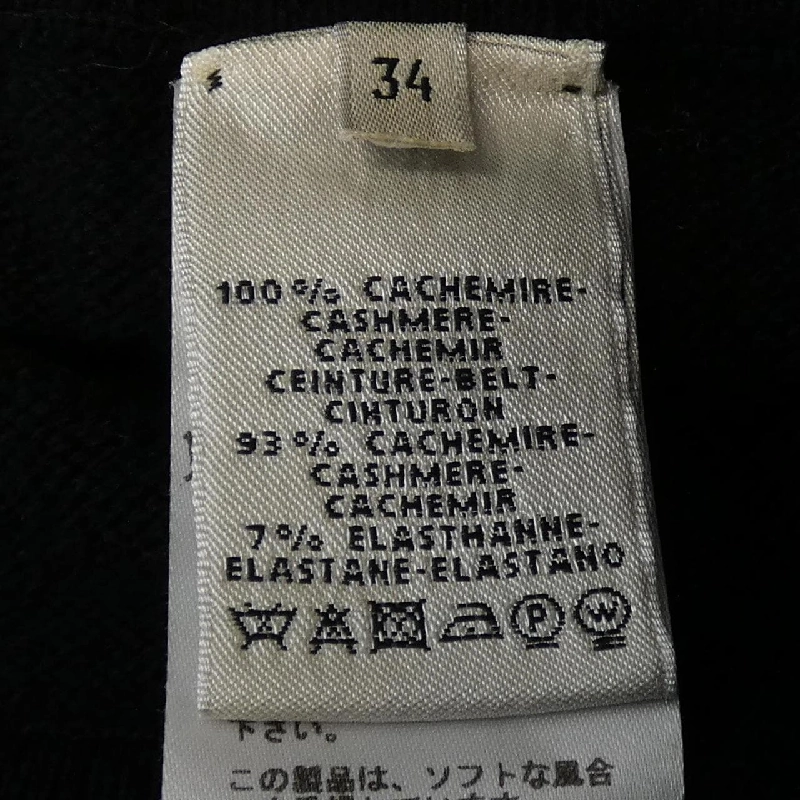 34
100% CACHEMIRE-
CASHMERE-
CACHEMIR
CEINTURE-BELT-
CINTURON
93% CACHEMIRE-
CASHMERE-
CACHEMIR
7% ELASTHANNE-
ELASTANE-ELASTANO
P W
下さい。
この製品は、ソフトな風合